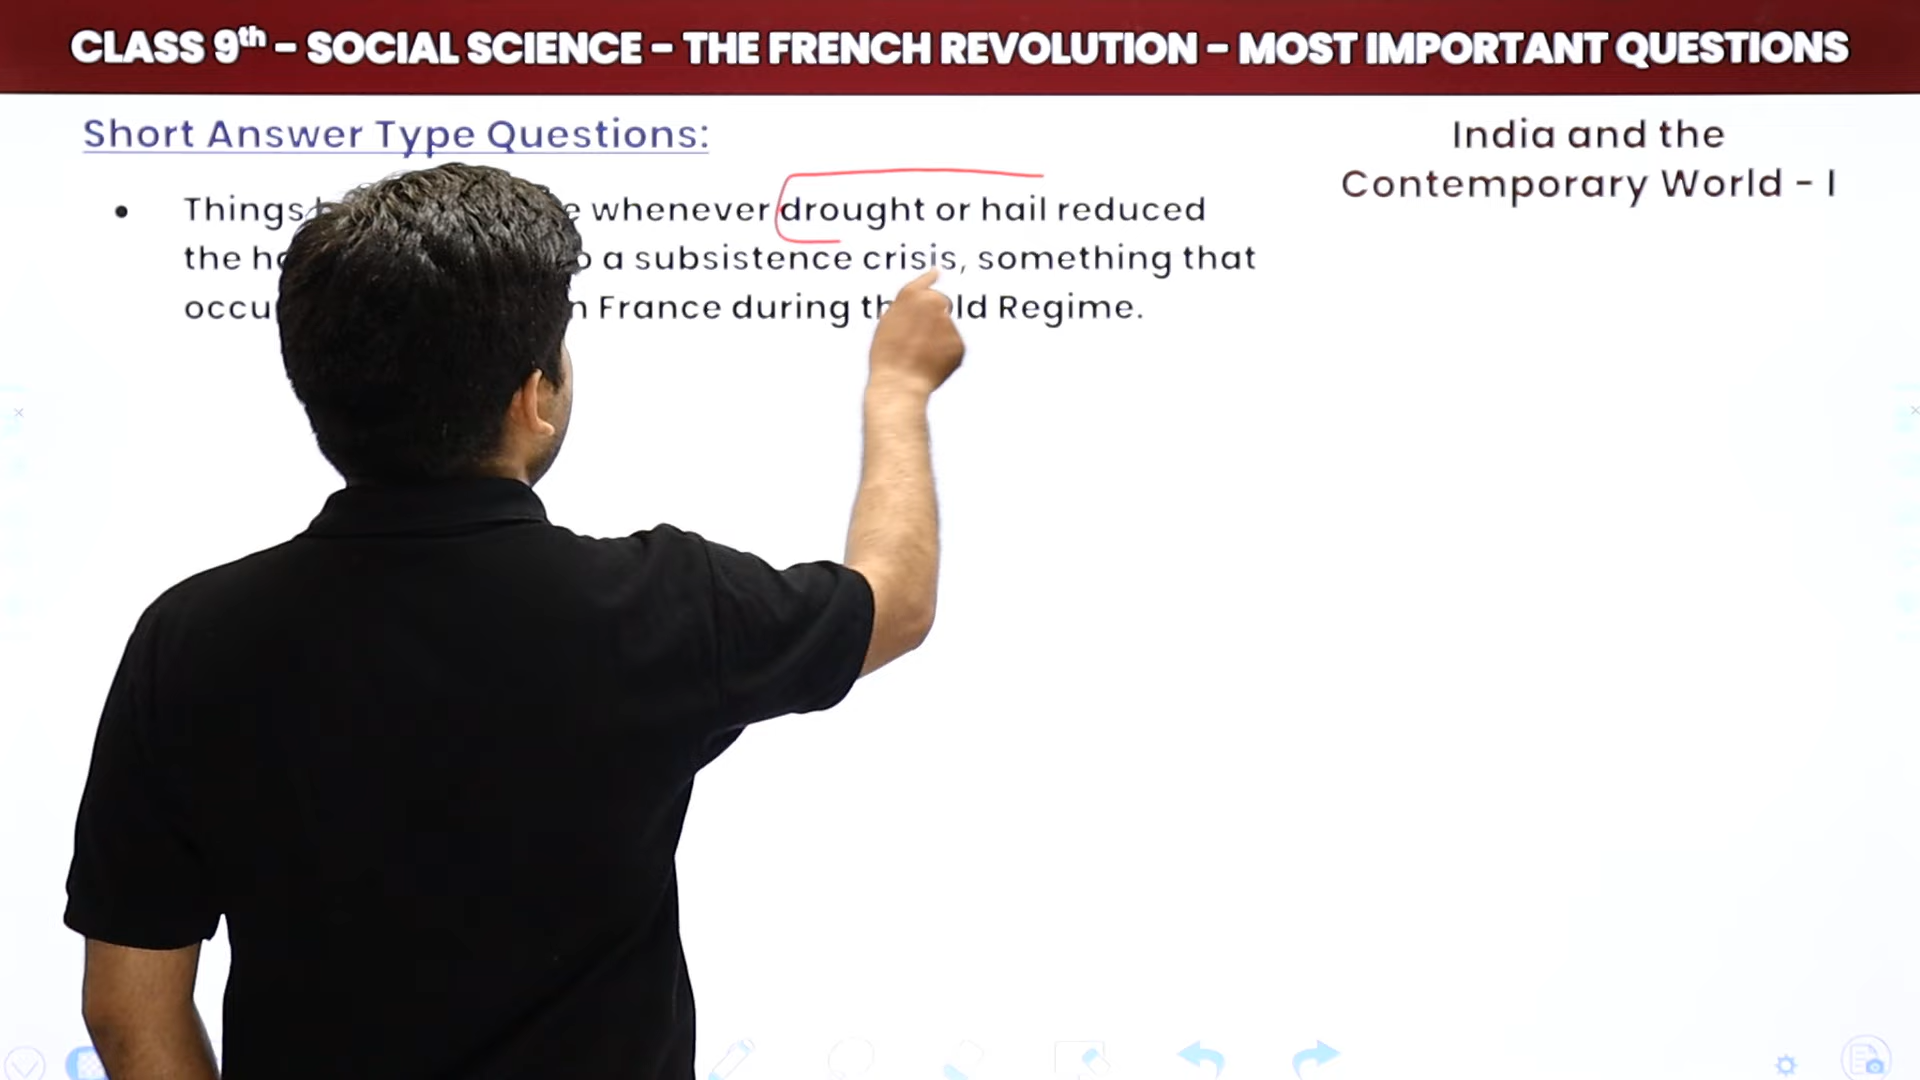 CLASS 9th – SOCIAL SCIENCE – THE FRENCH REVOLUTION – MOST IMPORTANT QUESTIONS
Short Answer Type Questions:
India and the
Contemporary World - I
• Things whenever drought or hail reduced
the a subsistence crisis, something that
France during Regime.